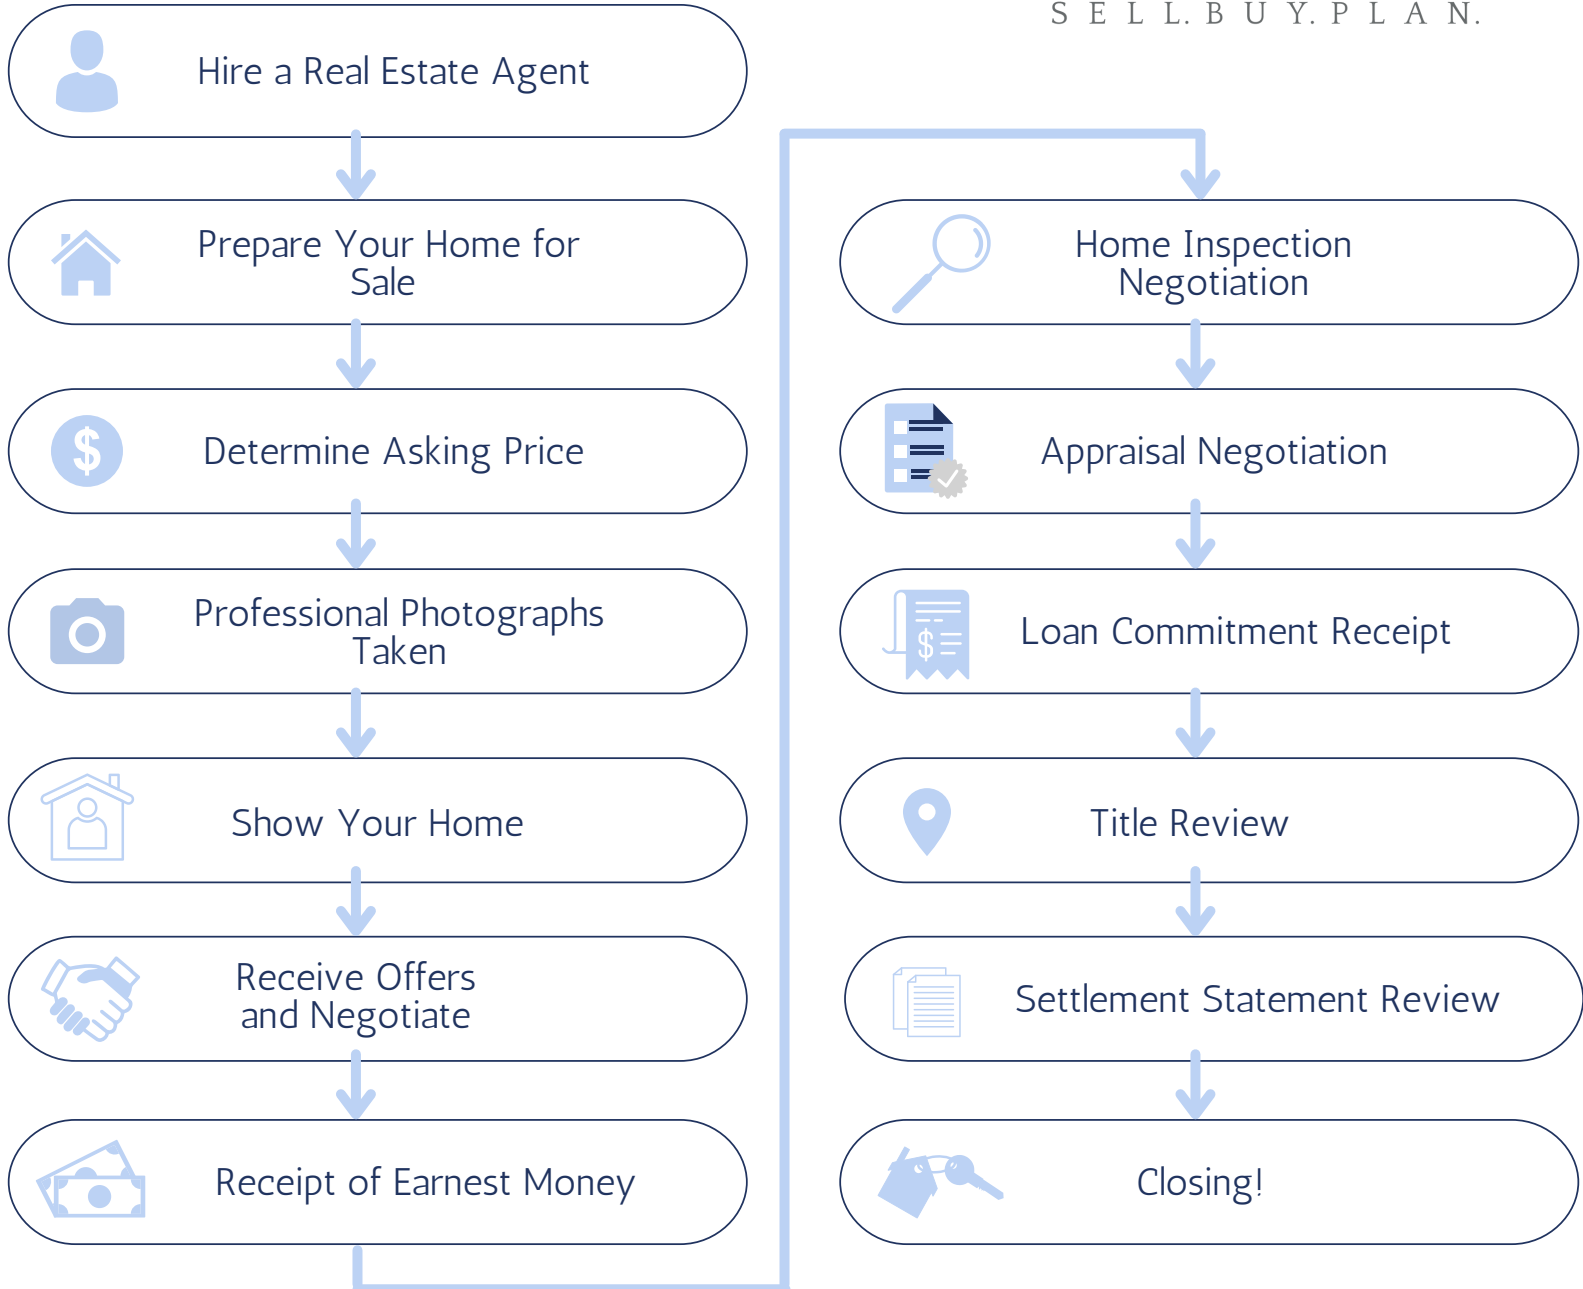 S E L L. B U Y. P L A N.
Hire a Real Estate Agent
Prepare Your Home for
Sale
Determine Asking Price
$
Professional Photographs
Taken
Show Your Home
Receive Offers
and Negotiate
Receipt of Earnest Money
Home Inspection
Negotiation
Appraisal Negotiation
Loan Commitment Receipt
$
Title Review
Settlement Statement Review
Closing!